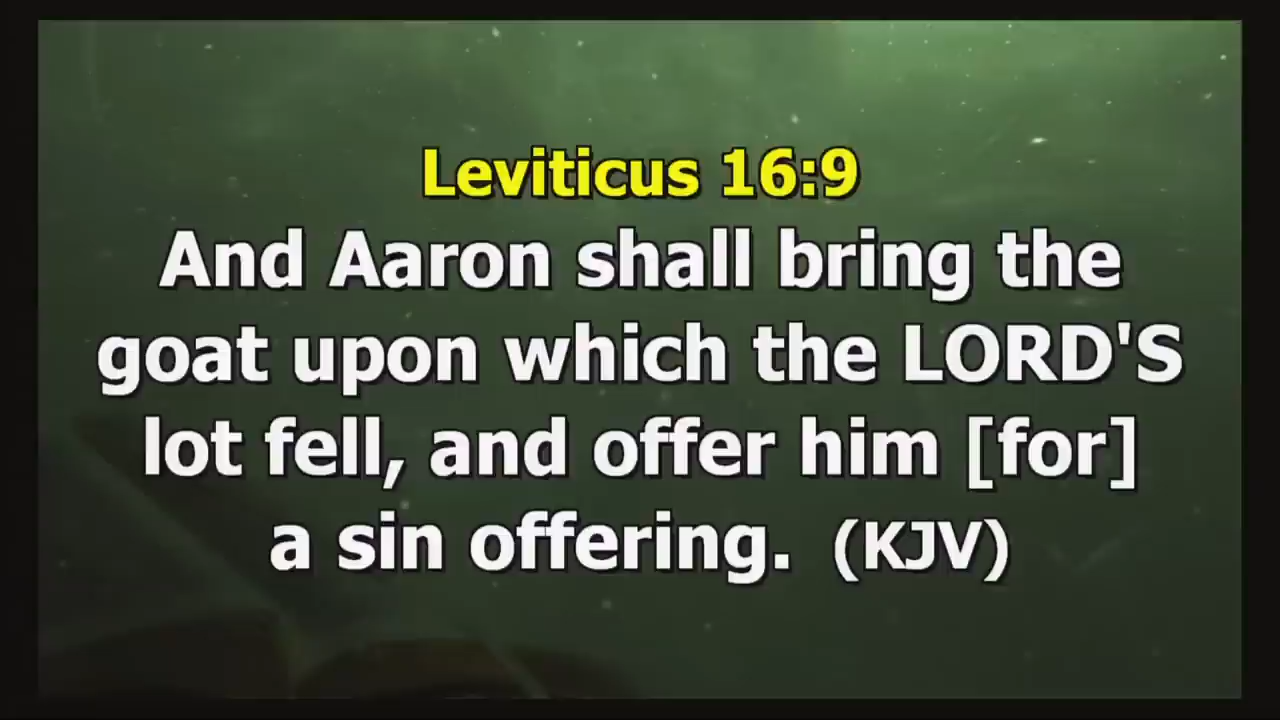 Leviticus 16:9
And Aaron shall bring the
goat upon which the LORD'S
lot fell, and offer him [for]
a sin offering. (KJV)